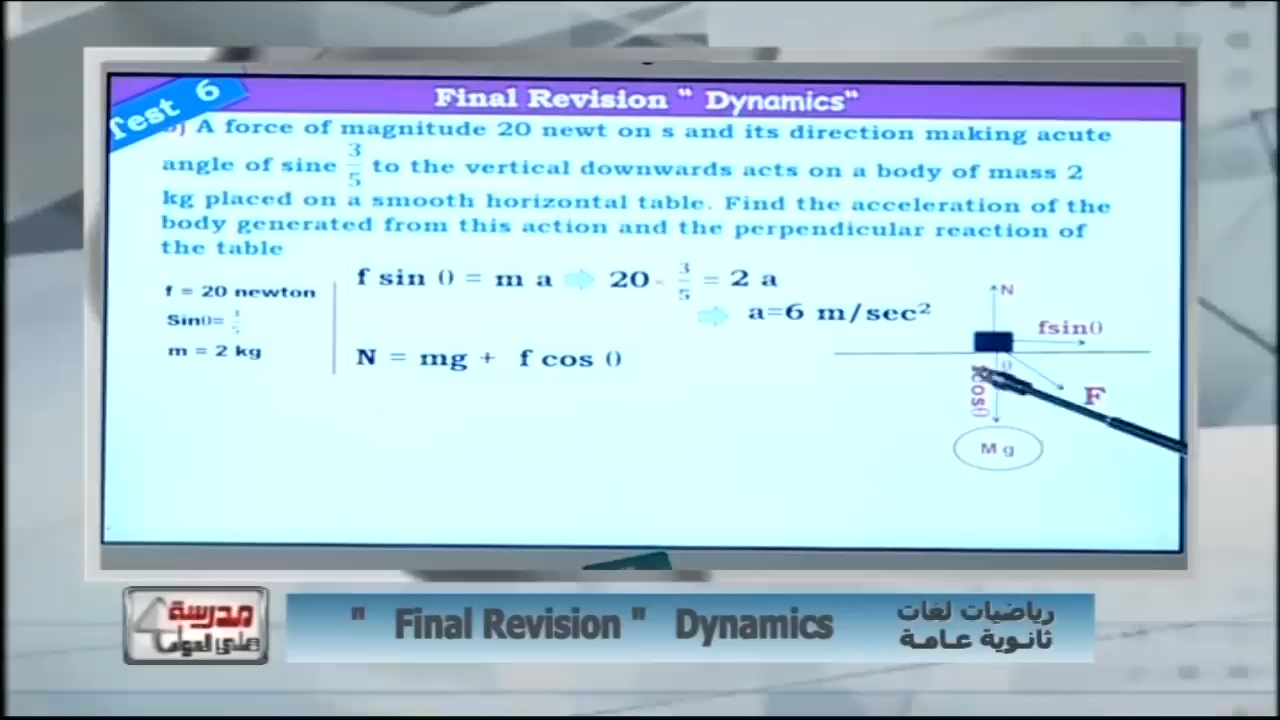 Test 6
Final Revision " Dynamics"
b) A force of magnitude 20 newt on s and its direction making acute
angle of sine 3/5 to the vertical downwards acts on a body of mass 2
kg placed on a smooth horizontal table. Find the acceleration of the
body generated from this action and the perpendicular reaction of
the table
f = 20 newton
Sinθ=
m = 2 kg
f sin θ = m a 20 × 3/5 = 2 a
a=6 m/sec²
N = mg + f cos θ
N
fsinθ
θ
cosθ
F
M g
مدرسة
على الهواء
" Final Revision " Dynamics
رياضيات لغات
ثانوية عامة